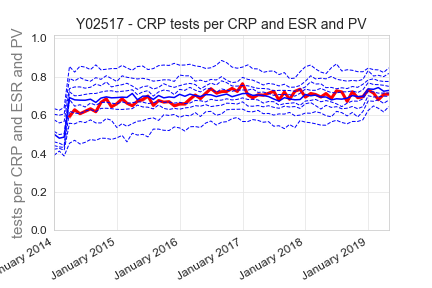 Y02517 - CRP tests per CRP and ESR and PV
tests per CRP and ESR and PV
1.0
0.8
0.6
0.4
0.2
0.0
nuary 2014
January 2015
January 2016
January 2017
January 2018
January 2019